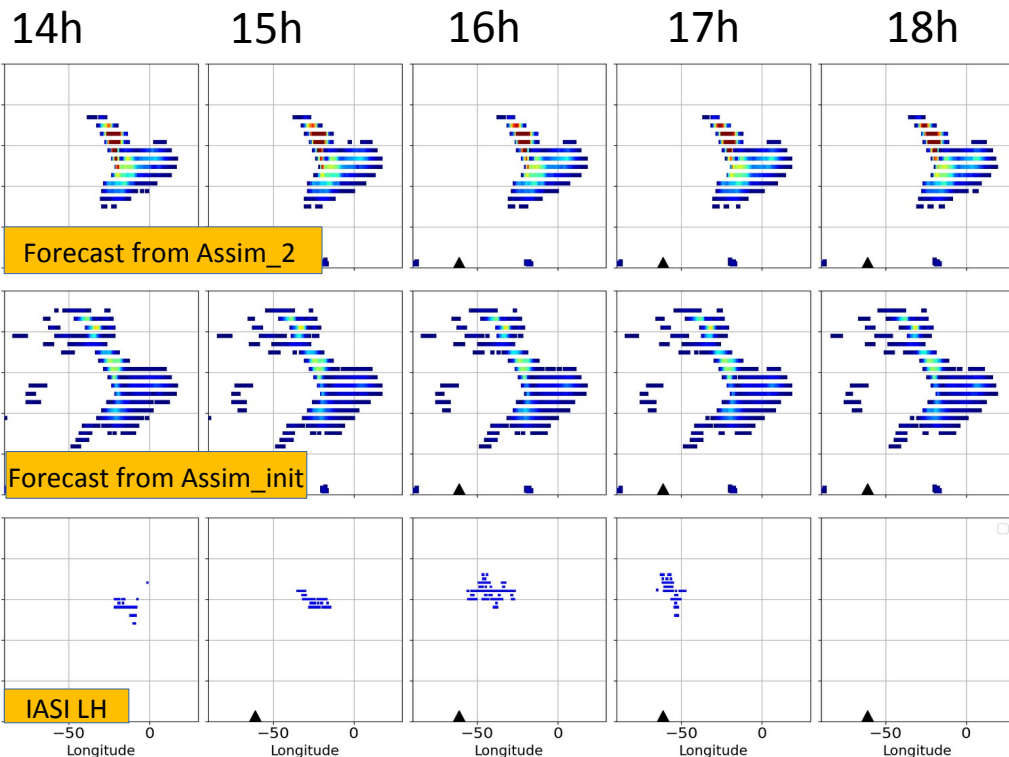 14h 15h 16h 17h 18h
Forecast from Assim_2
Forecast from Assim_init
IASI LH
−50 0 −50 0 −50 0 −50 0 −50 0
Longitude Longitude Longitude Longitude Longitude